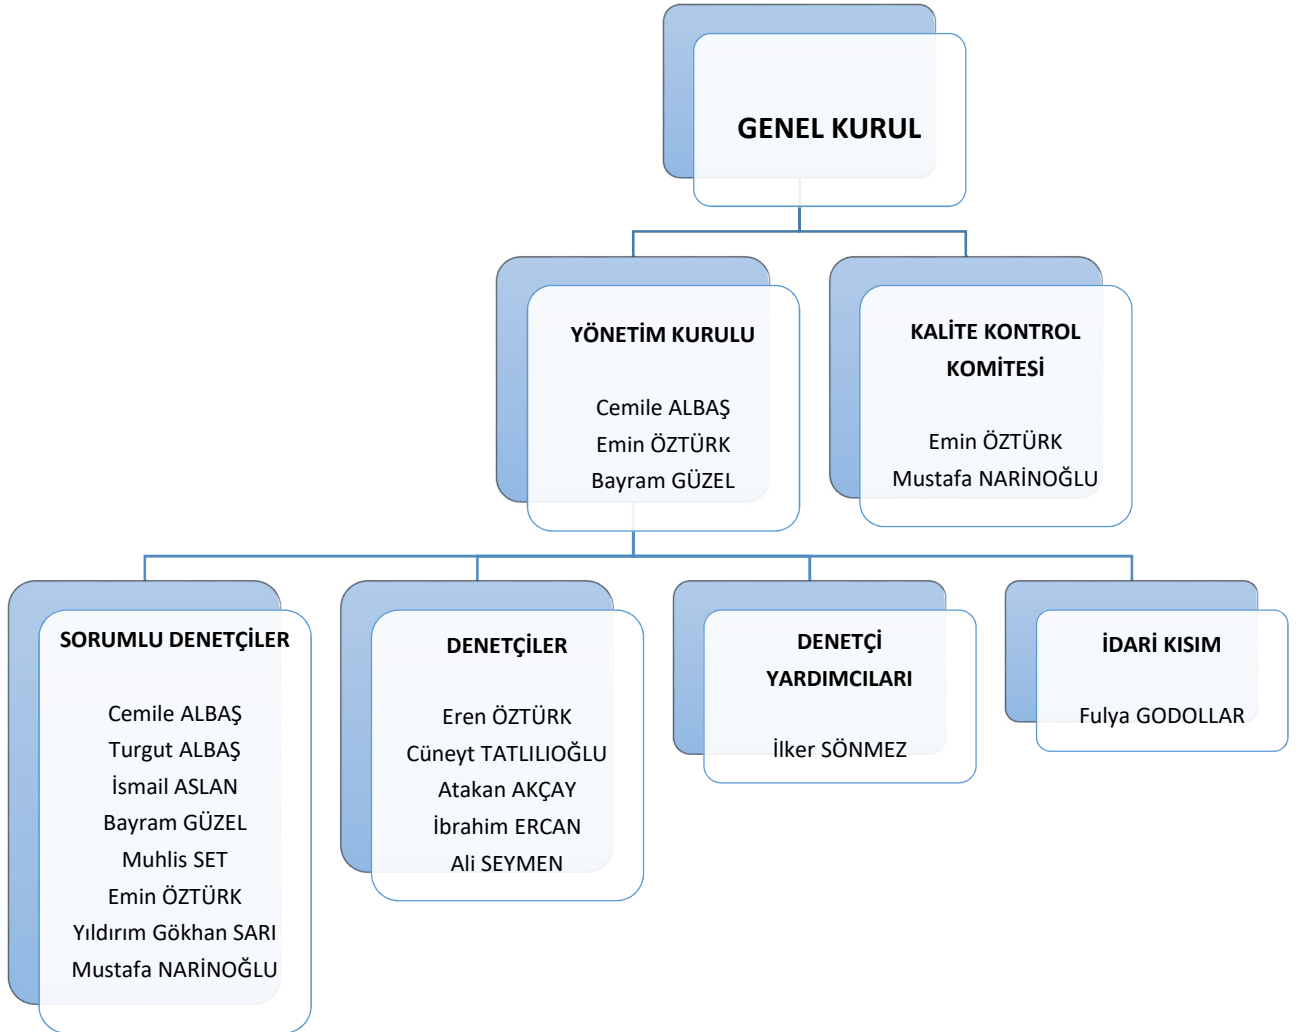 GENEL KURUL
YÖNETİM KURULU
Cemile ALBAŞ
Emin ÖZTÜRK
Bayram GÜZEL
KALİTE KONTROL
KOMİTESİ
Emin ÖZTÜRK
Mustafa NARİNOĞLU
SORUMLU DENETÇİLER
Cemile ALBAŞ
Turgut ALBAŞ
İsmail ASLAN
Bayram GÜZEL
Muhlis SET
Emin ÖZTÜRK
Yıldırım Gökhan SARI
Mustafa NARİNOĞLU
DENETÇİLER
Eren ÖZTÜRK
Cüneyt TATLILIOĞLU
Atakan AKÇAY
İbrahim ERCAN
Ali SEYMEN
DENETÇİ
YARDIMCILARI
İlker SÖNMEZ
İDARİ KISIM
Fulya GODOLLAR